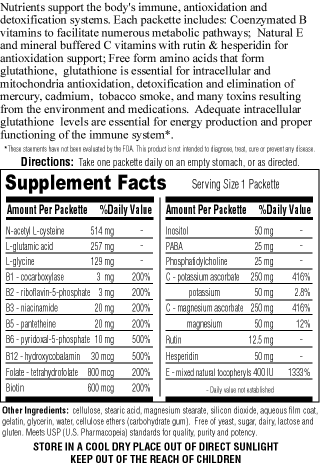 Nutrients support the body's immune, antioxidation and
detoxification systems. Each packette includes: Coenzymated B
vitamins to facilitate numerous metabolic pathways;  Natural E
and mineral buffered C vitamins with rutin & hesperidin for
antioxidation support; Free form amino acids that form
glutathione,  glutathione is essential for intracellular and
mitochondria antioxidation, detoxification and elimination of
mercury, cadmium,  tobacco smoke, and many toxins resulting
from the environment and medications.  Adequate intracellular
glutathione  levels are essential for energy production and proper
functioning of the immune system*.
*These staements have not been evaluated by the FDA. This product is not intended to diagnose, treat, cure or prevent any disease.
Directions: Take one packette daily on an empty stomach, or as directed.
Supplement Facts Serving Size 1 Packette
Amount Per Packette %Daily Value
N-acetyl L-cysteine 514 mg -
L-glutamic acid 257 mg -
L-glycine 129 mg -
B1 - cocarboxylase 3 mg 200%
B2 - riboflavin-5-phosphate 3 mg 200%
B3 - niacinamide 20 mg 200%
B5 - pantetheine 20 mg 200%
B6 - pyridoxal-5-phosphate 10 mg 500%
B12 - hydroxycobalamin 30 mcg 500%
Folate - tetrahydrofolate 800 mcg 200%
Biotin 600 mcg 200%
Amount Per Packette %Daily Value
Inositol 50 mg -
PABA 25 mg -
Phosphatidylcholine 25 mg -
C - potassium ascorbate 250 mg 416%
potassium 50 mg 2.8%
C - magnesium ascorbate 250 mg 416%
magnesium 50 mg 12%
Rutin 12.5 mg -
Hesperidin 50 mg -
E - mixed natural tocopheryls 400 IU 1333%
- Daily value not established
Other Ingredients: cellulose, stearic acid, magnesium stearate, silicon dioxide, aqueous film coat,
gelatin, glycerin, water, cellulose ethers (carbohydrate gum).  Free of yeast, sugar, dairy, lactose and
gluten. Meets USP (U.S. Pharmacopeia) standards for quality, purity and potency.
STORE IN A COOL DRY PLACE OUT OF DIRECT SUNLIGHT
KEEP OUT OF THE REACH OF CHILDREN